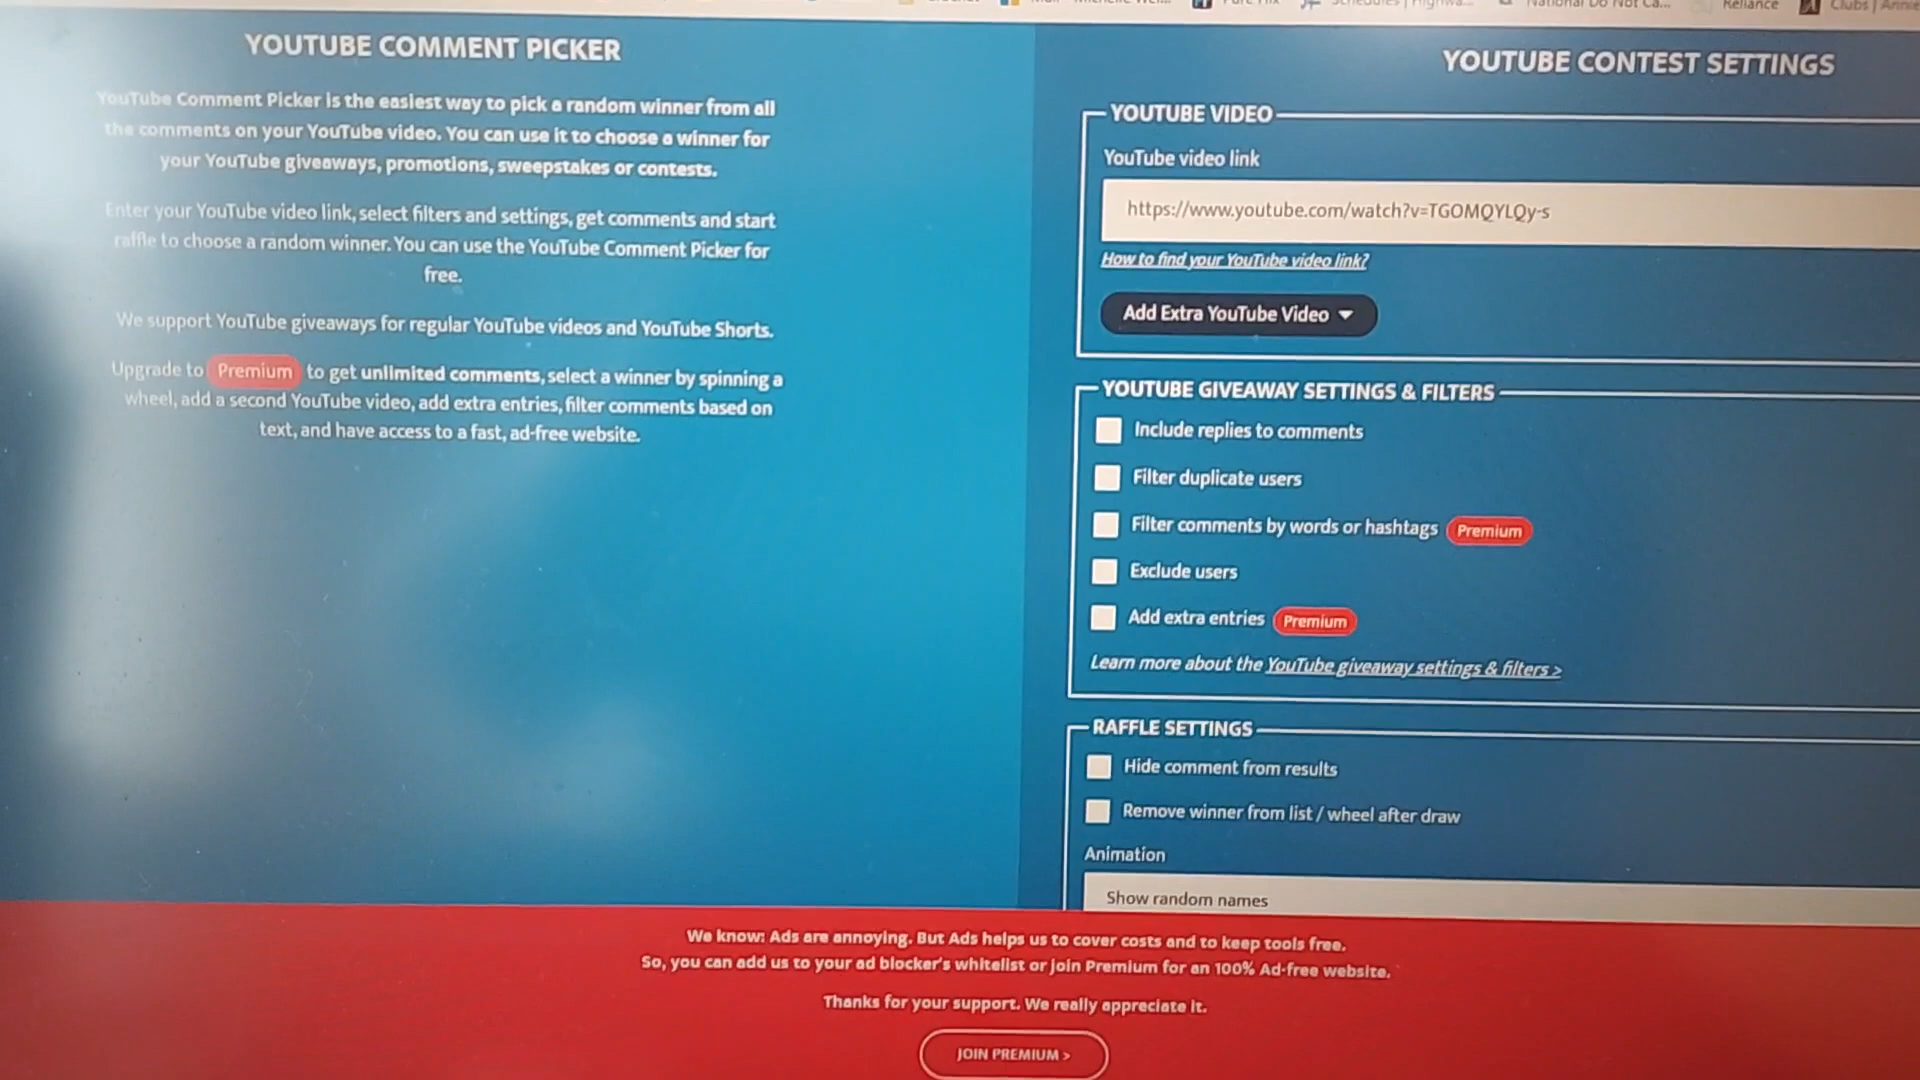 Pure Flix
Schedules | Highwa...
National Do Not Ca...
Reliance
Clubs | Annie
YOUTUBE COMMENT PICKER
YouTube Comment Picker is the easiest way to pick a random winner from all
the comments on your YouTube video. You can use it to choose a winner for
your YouTube giveaways, promotions, sweepstakes or contests.
Enter your YouTube video link, select filters and settings, get comments and start
raffle to choose a random winner. You can use the YouTube Comment Picker for
free.
We support YouTube giveaways for regular YouTube videos and YouTube Shorts.
Upgrade to Premium to get unlimited comments, select a winner by spinning a
wheel, add a second YouTube video, add extra entries, filter comments based on
text, and have access to a fast, ad-free website.
YOUTUBE CONTEST SETTINGS
YOUTUBE VIDEO
YouTube video link
https://www.youtube.com/watch?v=TGOMQYLQy-s
How to find your YouTube video link?
Add Extra YouTube Video
YOUTUBE GIVEAWAY SETTINGS & FILTERS
Include replies to comments
Filter duplicate users
Filter comments by words or hashtags Premium
Exclude users
Add extra entries Premium
Learn more about the YouTube giveaway settings & filters >
RAFFLE SETTINGS
Hide comment from results
Remove winner from list / wheel after draw
Animation
Show random names
We know: Ads are annoying. But Ads helps us to cover costs and to keep tools free.
So, you can add us to your ad blocker's whitelist or join Premium for an 100% Ad-free website.
Thanks for your support. We really appreciate it.
JOIN PREMIUM >